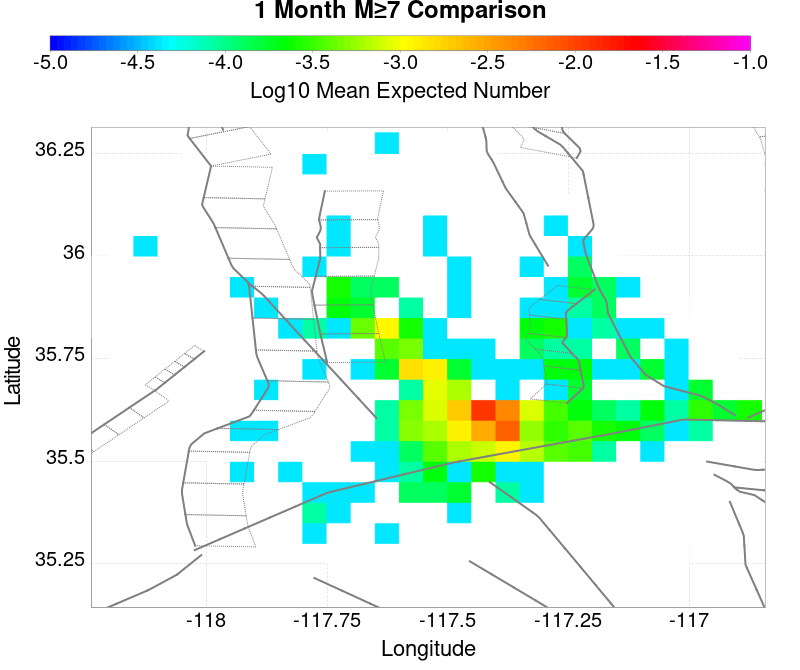 1 Month M≥7 Comparison
-5.0 -4.5 -4.0 -3.5 -3.0 -2.5 -2.0 -1.5 -1.0
Log10 Mean Expected Number
36.25
36
35.75
35.5
35.25
Latitude
-118 -117.75 -117.5 -117.25 -117
Longitude